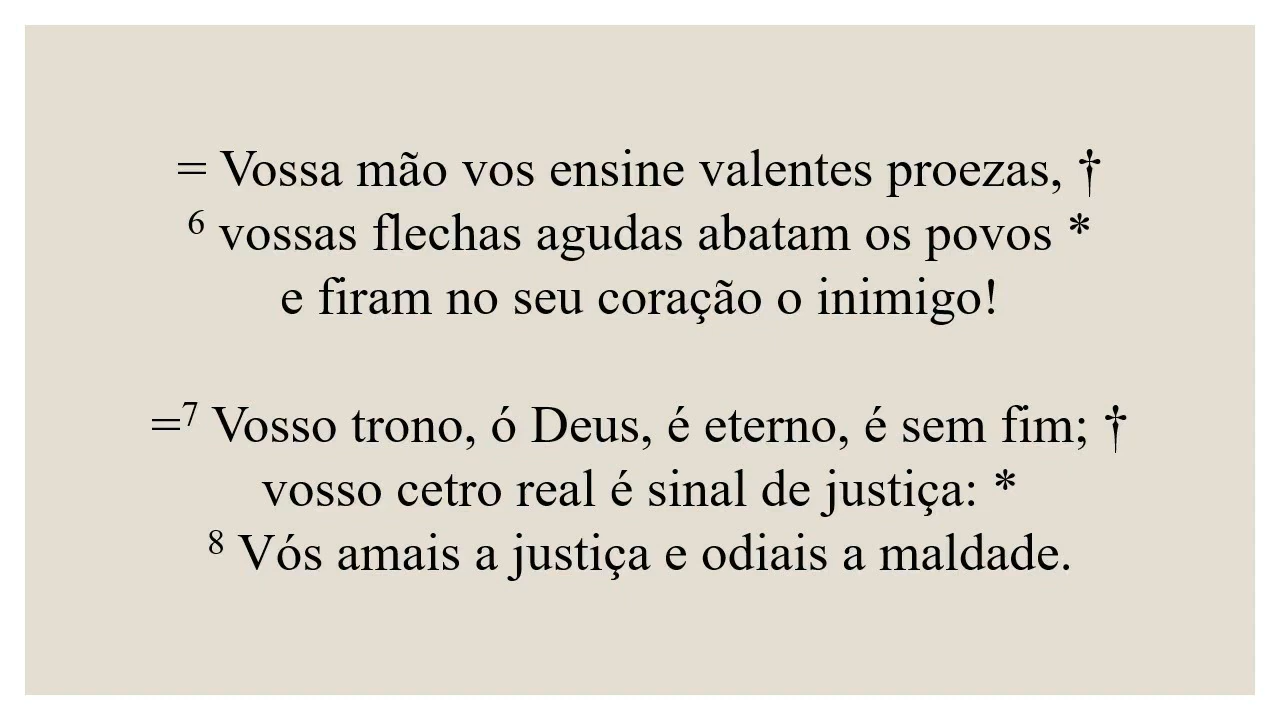 = Vossa mão vos ensine valentes proezas, †
⁶ vossas flechas agudas abatam os povos *
e firam no seu coração o inimigo!
=⁷ Vosso trono, ó Deus, é eterno, é sem fim; †
vosso cetro real é sinal de justiça: *
⁸ Vós amais a justiça e odiais a maldade.